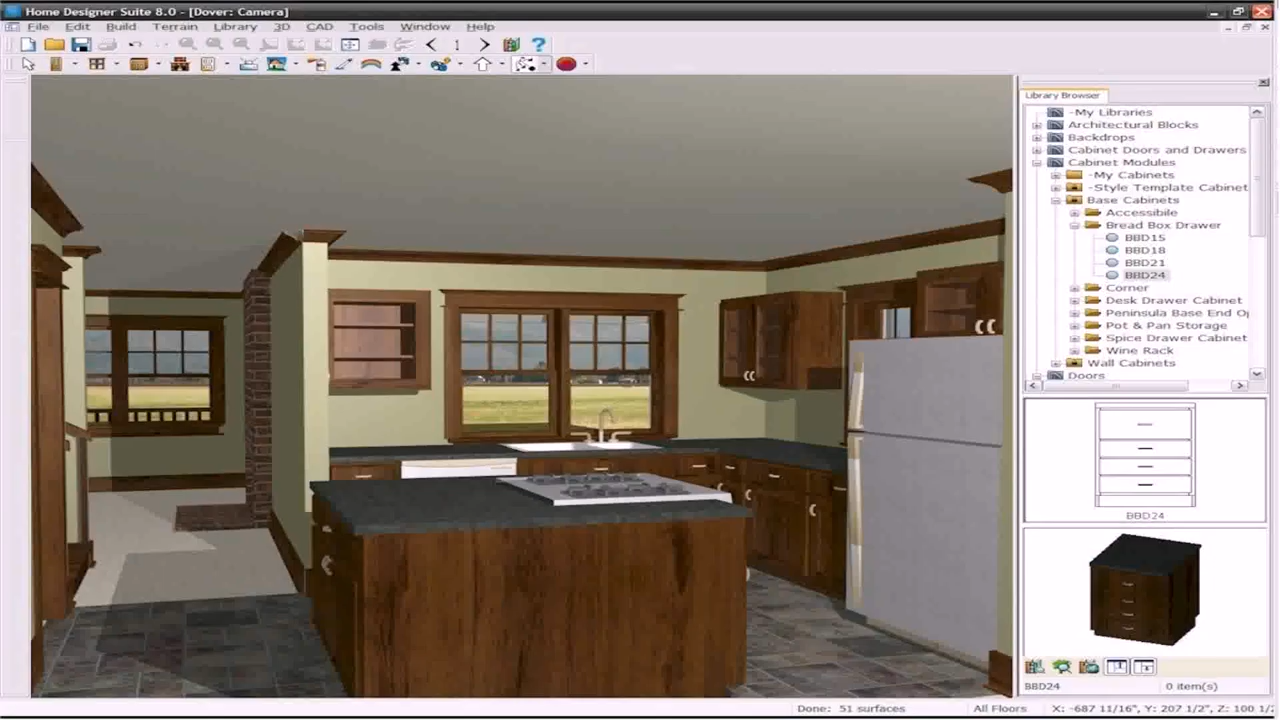 Home Designer Suite 8.0 - [Dover: Camera]
File Edit Build Terrain Library 3D CAD Tools Window Help
1
Library Browser
-My Libraries
Architectural Blocks
Backdrops
Cabinet Doors and Drawers
Cabinet Modules
-My Cabinets
-Style Template Cabinet
Base Cabinets
Accessibile
Bread Box Drawer
BBD15
BBD18
BBD21
BBD24
Corner
Desk Drawer Cabinet
Peninsula Base End Op
Pot & Pan Storage
Spice Drawer Cabinet
Wine Rack
Wall Cabinets
Doors
BBD24
BBD24 0 item(s)
Done: 51 surfaces All Floors X: -687 11/16", Y: 207 1/2", Z: 100 1/2